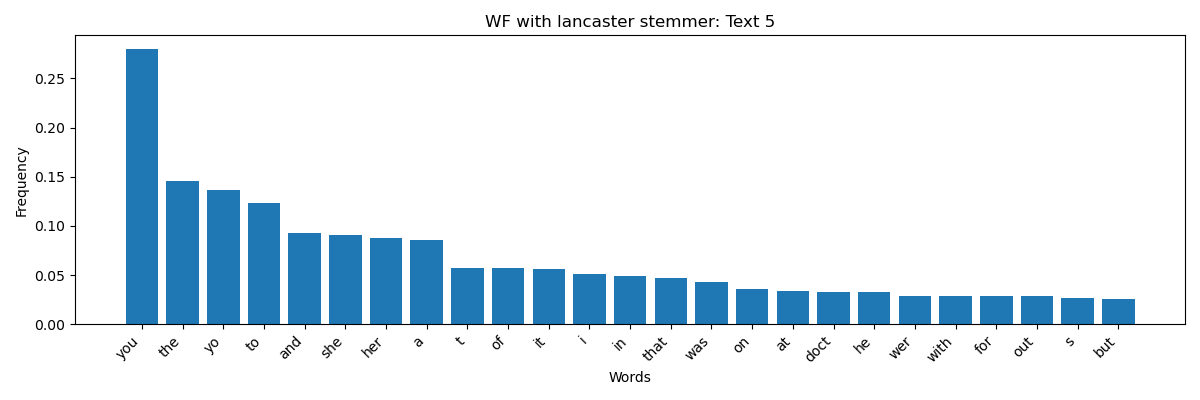 WF with lancaster stemmer: Text 5
Frequency
0.25
0.20
0.15
0.10
0.05
0.00
you the yo to and she her a t of it i in that was on at doct he wer with for out s but
Words